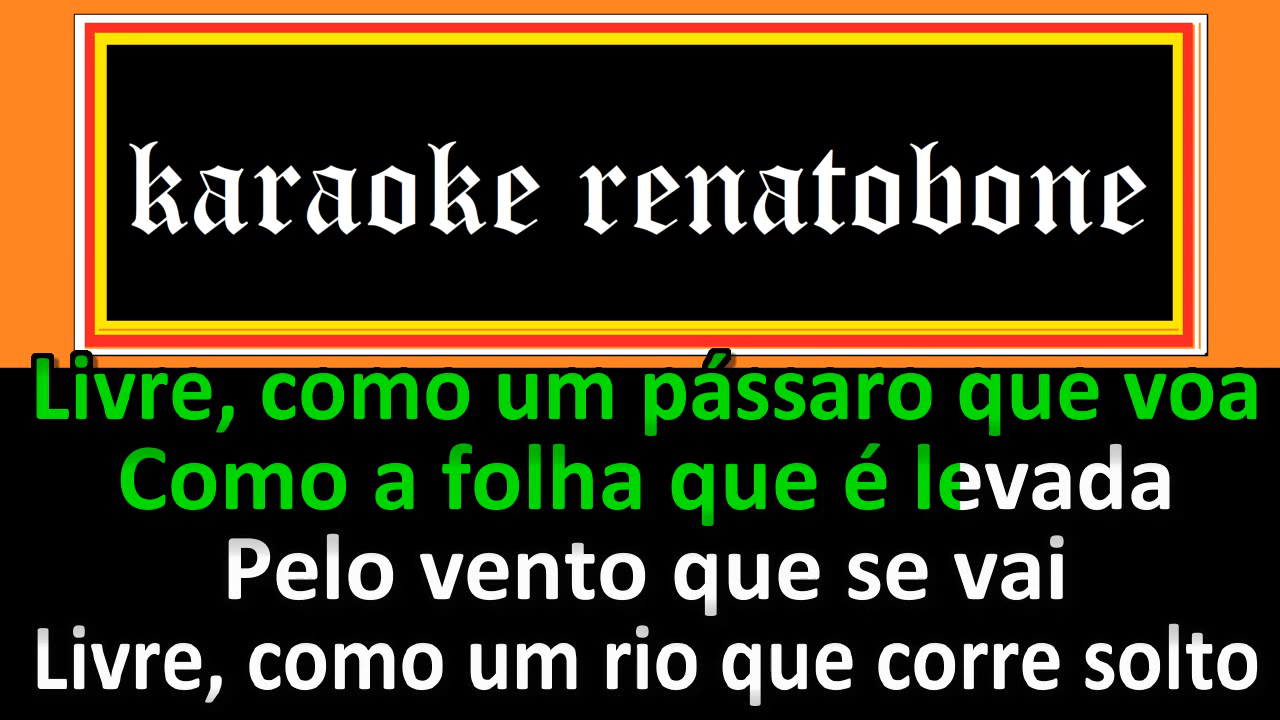 karaoke renatobone
Livre, como um pássaro que voa
Como a folha que é levada
Pelo vento que se vai
Livre, como um rio que corre solto